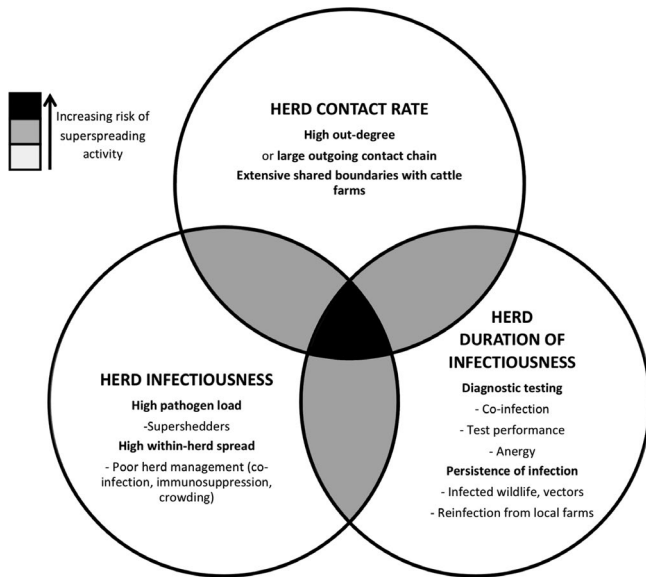 Increasing risk of
superspreading
activity
HERD CONTACT RATE
High out-degree
or large outgoing contact chain
Extensive shared boundaries with cattle
farms
HERD INFECTIOUSNESS
High pathogen load
-Supershedders
High within-herd spread
- Poor herd management (co-
infection, immunosuppression,
crowding)
HERD
DURATION OF
INFECTIOUSNESS
Diagnostic testing
- Co-infection
- Test performance
- Anergy
Persistence of infection
- Infected wildlife, vectors
- Reinfection from local farms